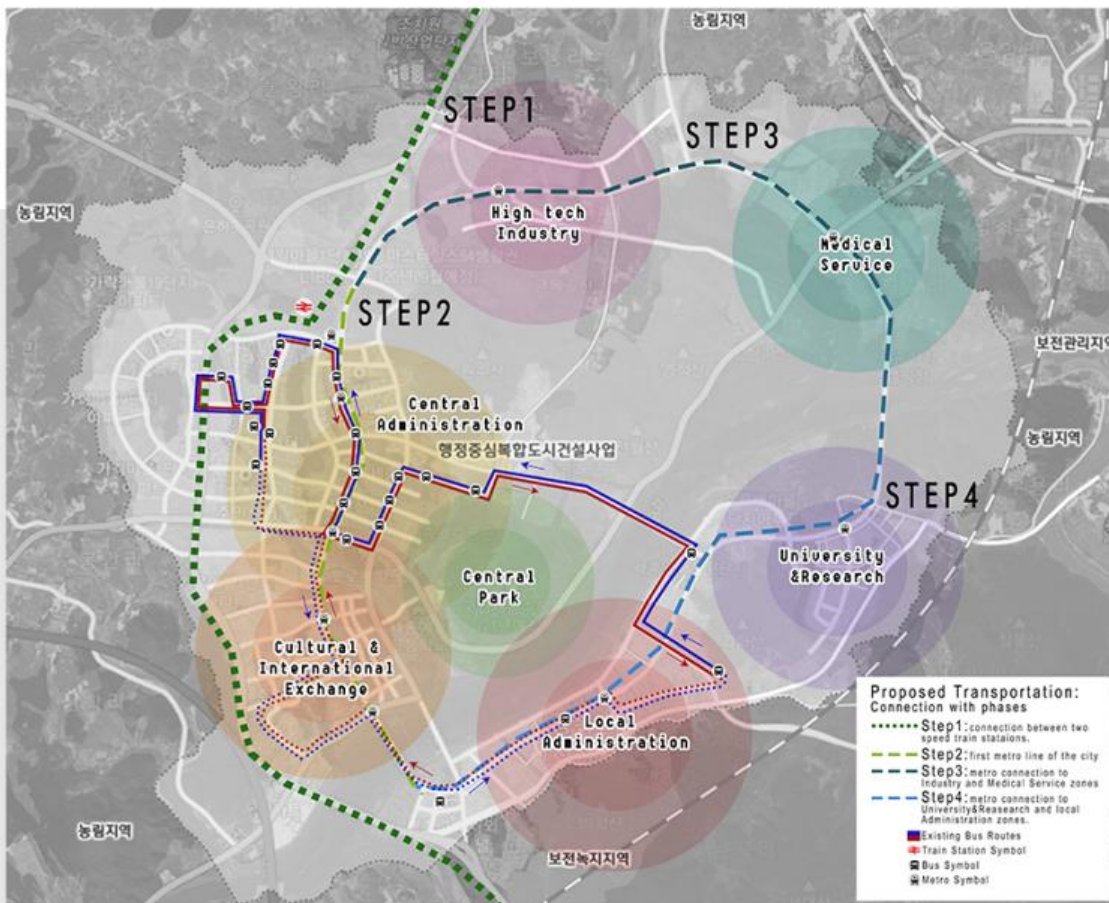 농림지역
STEP1
STEP3
High tech
Industry
Medical
Service
농림지역
STEP2
보전관리지역
Central
Administration
행정중심복합도시건설사업
농림지역
STEP4
University
&Research
Central
Park
Cultural &
International
Exchange
Local
Administration
농림지역
보전녹지지역
Proposed Transportation:
Connection with phases
Step1: connection between two
speed train stataions.
Step2: first metro line of the city
Step3: metro connection to
Industry and Medical Service zones
Step4: metro connection to
University&Reasearch and local
Administration zones.
Existing Bus Routes
Train Station Symbol
Bus Symbol
Metro Symbol